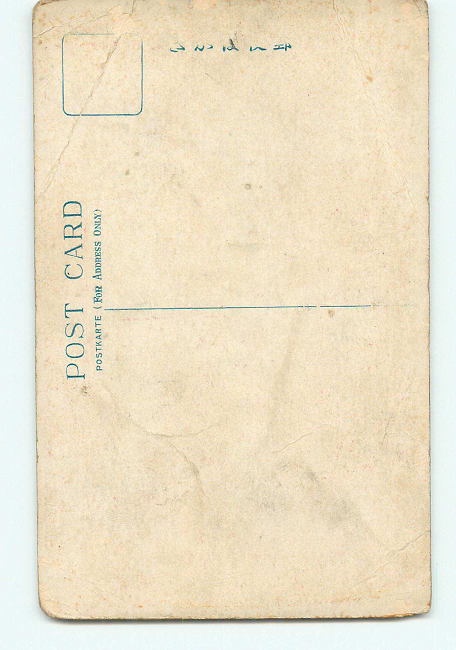 POST CARD
POSTKARTE (FOR ADDRESS ONLY)